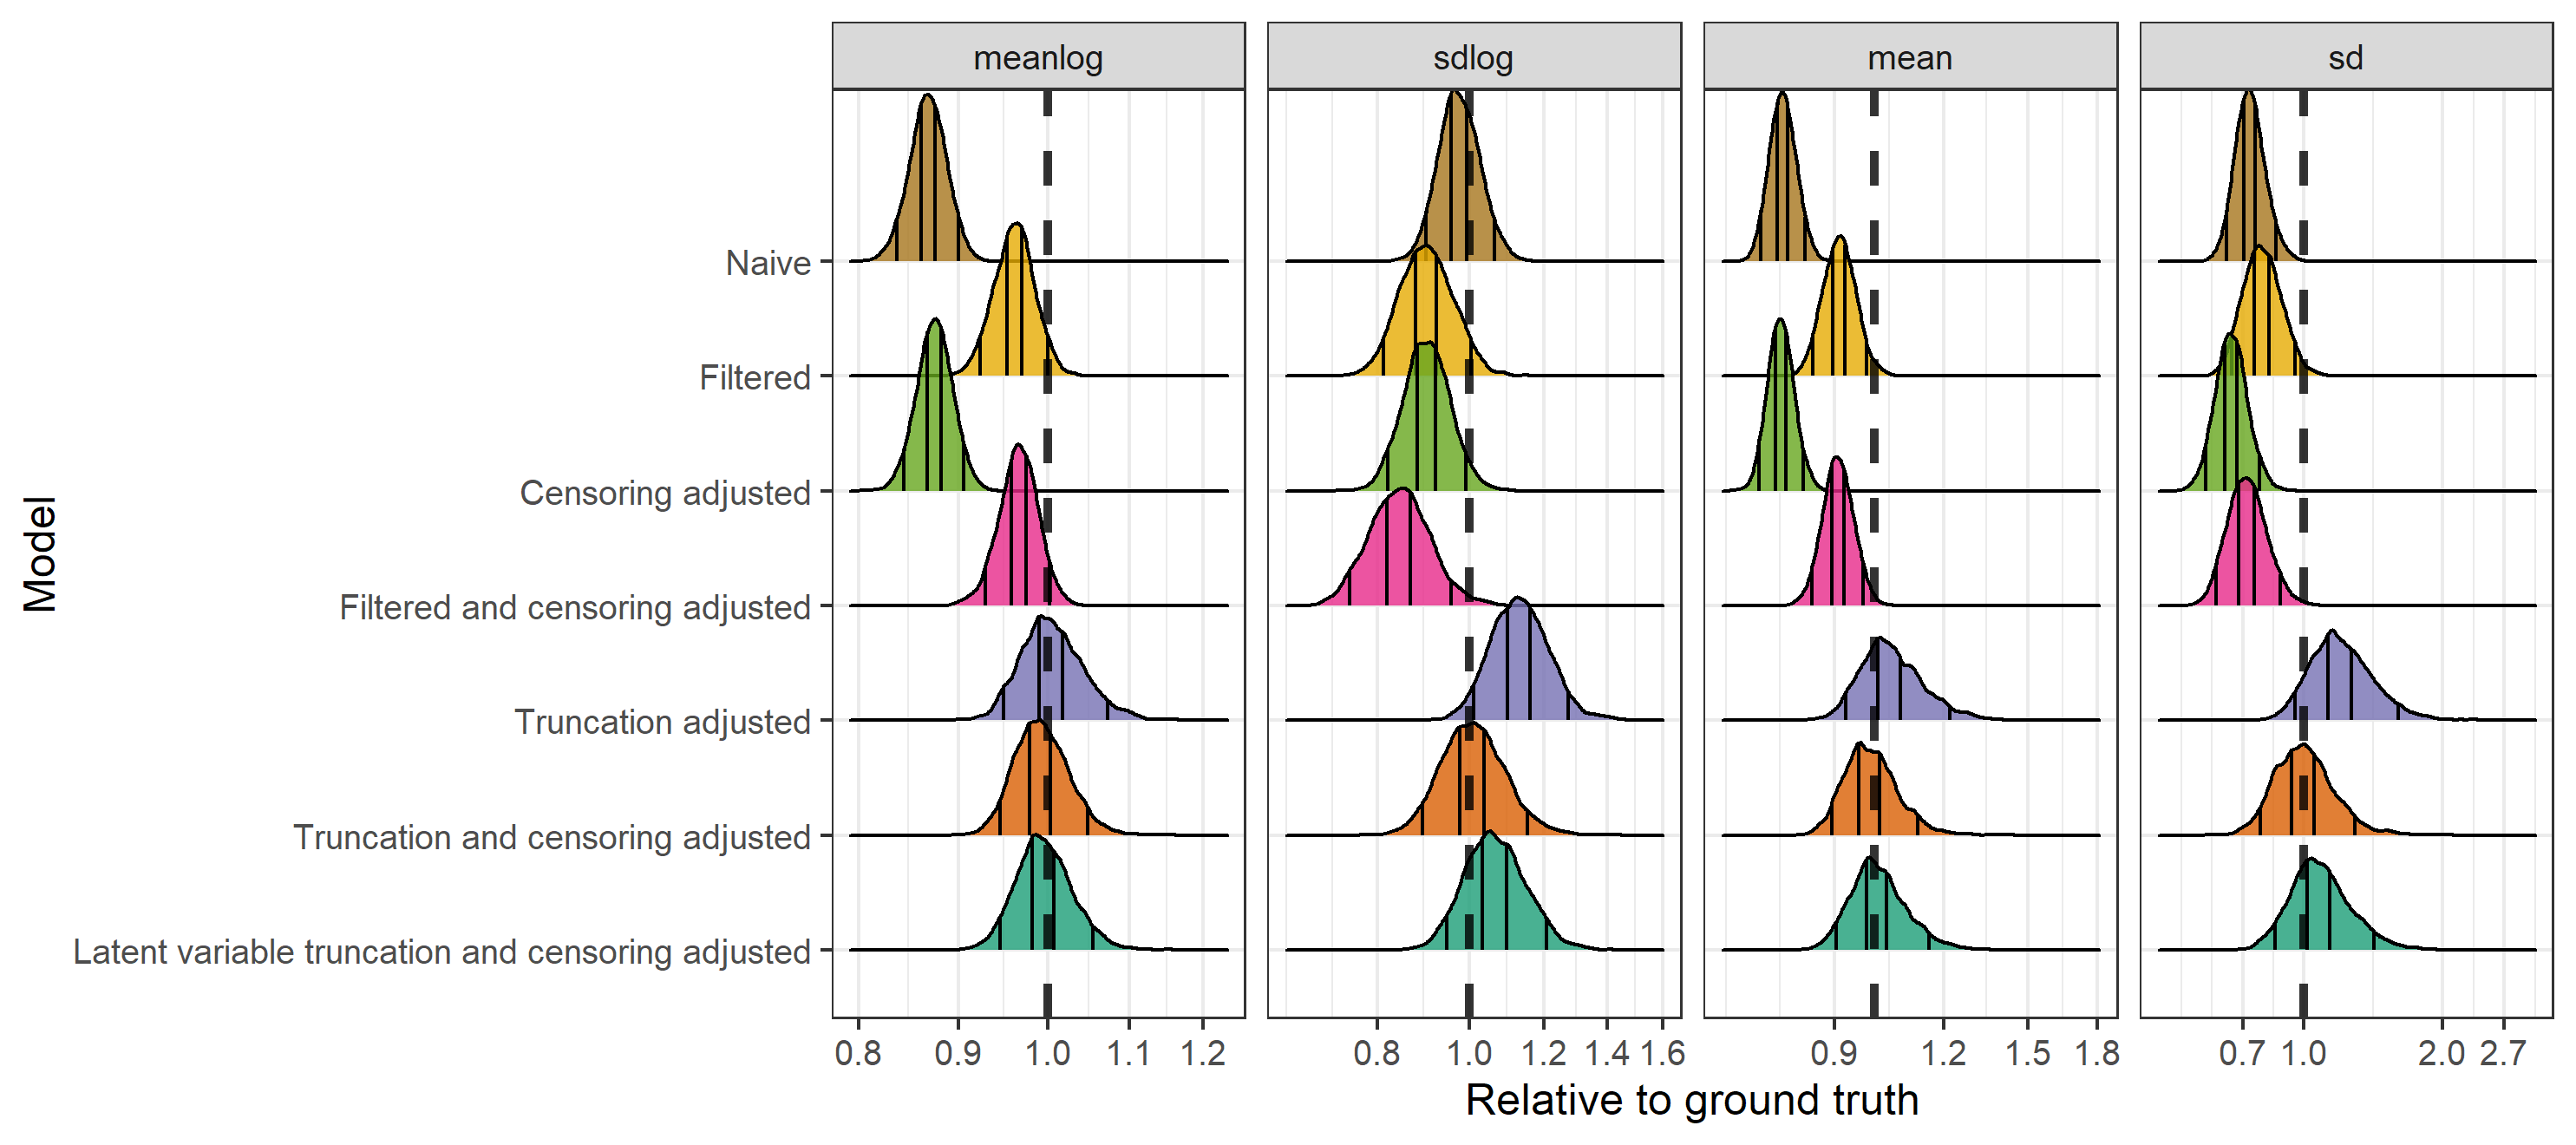 meanlog sdlog mean sd
Model
Naive
Filtered
Censoring adjusted
Filtered and censoring adjusted
Truncation adjusted
Truncation and censoring adjusted
Latent variable truncation and censoring adjusted
0.8 0.9 1.0 1.1 1.2 0.8 1.0 1.2 1.4 1.6 0.9 1.2 1.5 1.8 0.7 1.0 2.0 2.7
Relative to ground truth